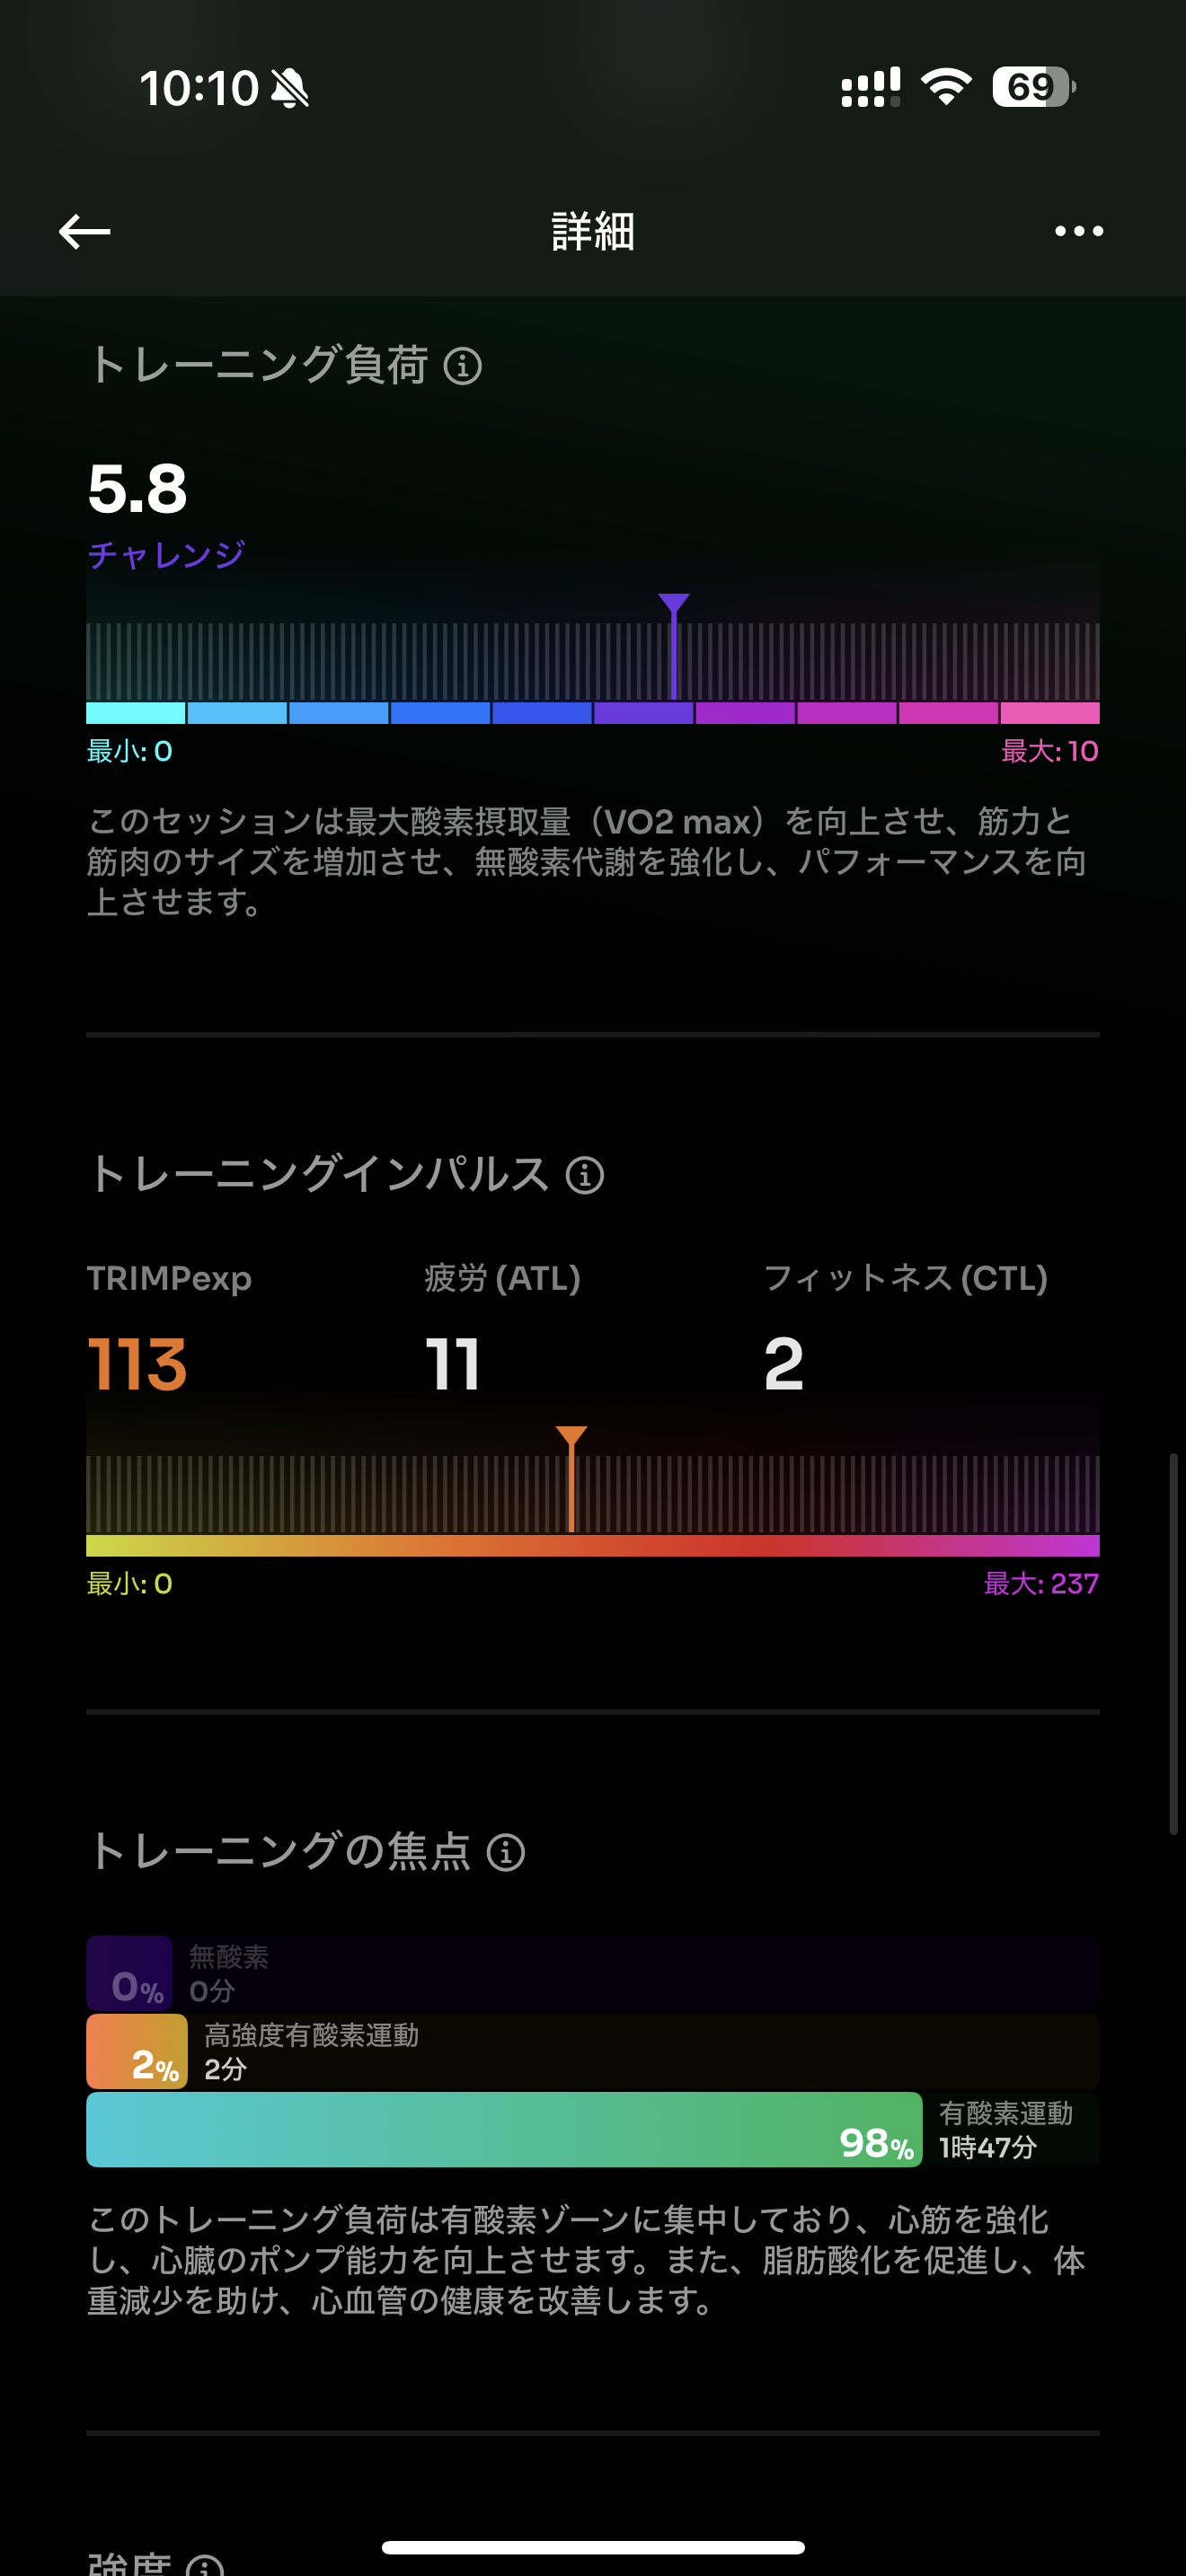 10:10
69
詳細
トレーニング負荷
5.8
チャレンジ
最小: 0
最大: 10
このセッションは最大酸素摂取量（VO2 max）を向上させ、筋力と
筋肉のサイズを増加させ、無酸素代謝を強化し、パフォーマンスを向
上させます。
トレーニングインパルス
TRIMPexp
疲労 (ATL)
フィットネス (CTL)
113
11
2
最小: 0
最大: 237
トレーニングの焦点
0%
無酸素
0分
2%
高強度有酸素運動
2分
98%
有酸素運動
1時47分
このトレーニング負荷は有酸素ゾーンに集中しており、心筋を強化
し、心臓のポンプ能力を向上させます。また、脂肪酸化を促進し、体
重減少を助け、心血管の健康を改善します。
強度